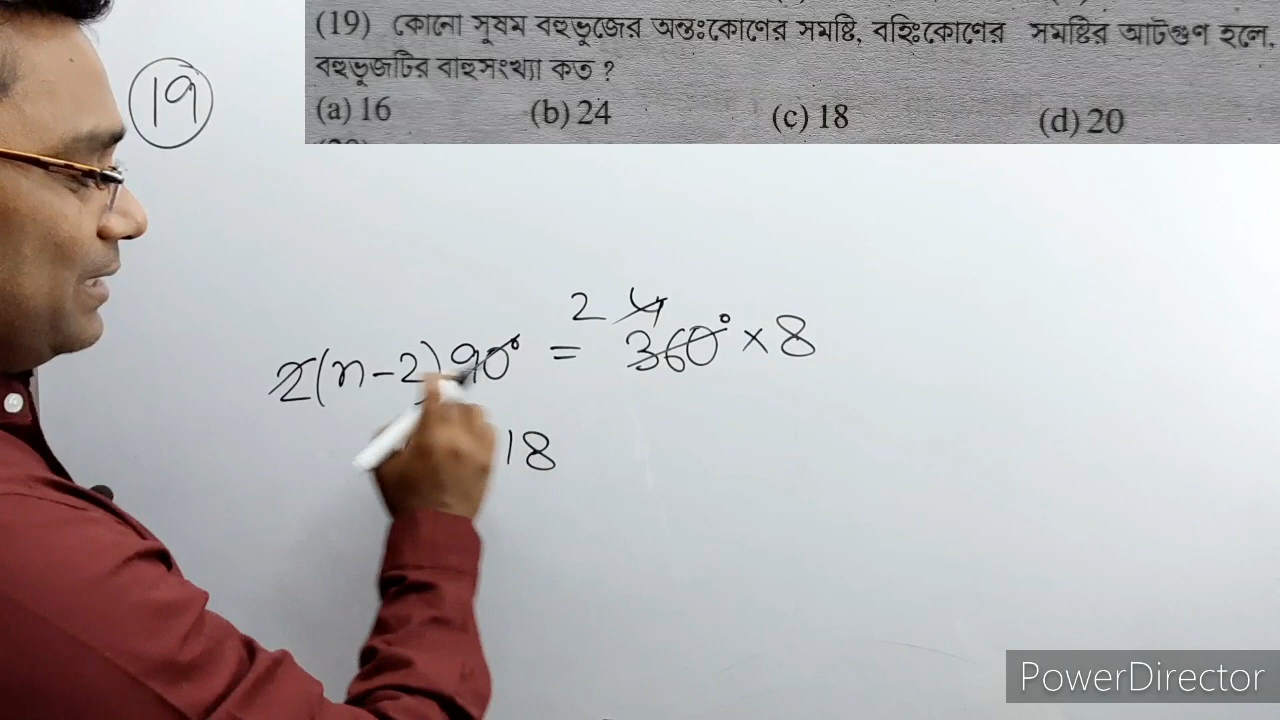 (19) কোনো সুষম বহুভুজের অন্তঃকোণের সমষ্টি, বহিঃকোণের সমষ্টির আটগুণ হলে,
বহুভুজটির বাহুসংখ্যা কত ?
(a) 16 (b) 24 (c) 18 (d) 20
19
2 4
2(n-2)90° = 360° × 8
18
PowerDirector